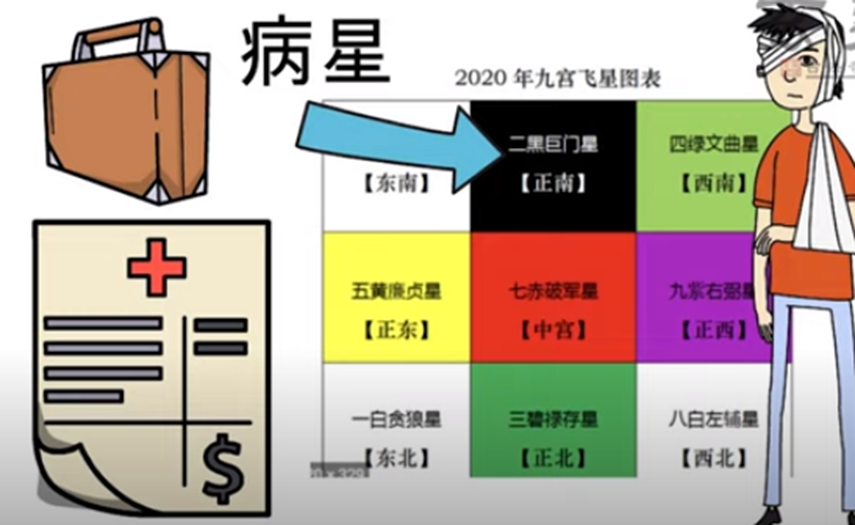 病星
2020 年九宫飞星图表
【东南】
二黑巨门星
【正南】
四绿文曲星
【西南】
五黄廉贞星
【正东】
七赤破军星
【中宫】
九紫右弼星
【正西】
一白贪狼星
【东北】
三碧禄存星
【正北】
八白左辅星
【西北】
$